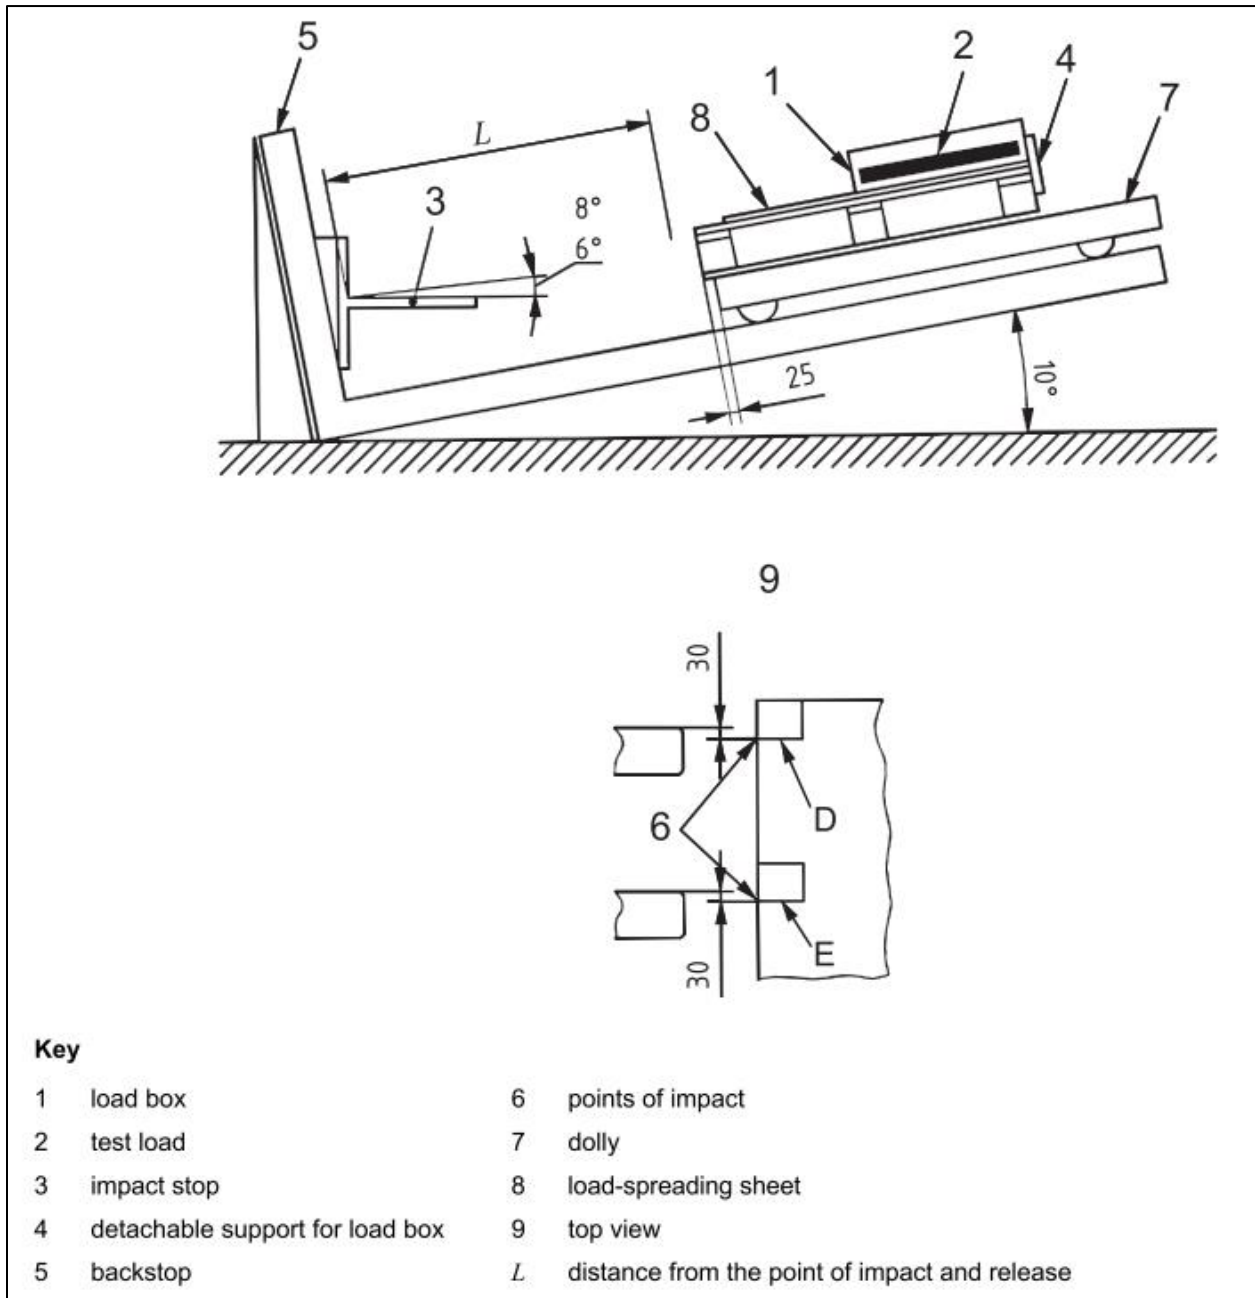 5
2
4
1
7
8
L
3
8°
6°
25
10°
9
30
6
D
E
30
Key
1 load box
2 test load
3 impact stop
4 detachable support for load box
5 backstop
6 points of impact
7 dolly
8 load-spreading sheet
9 top view
L distance from the point of impact and release